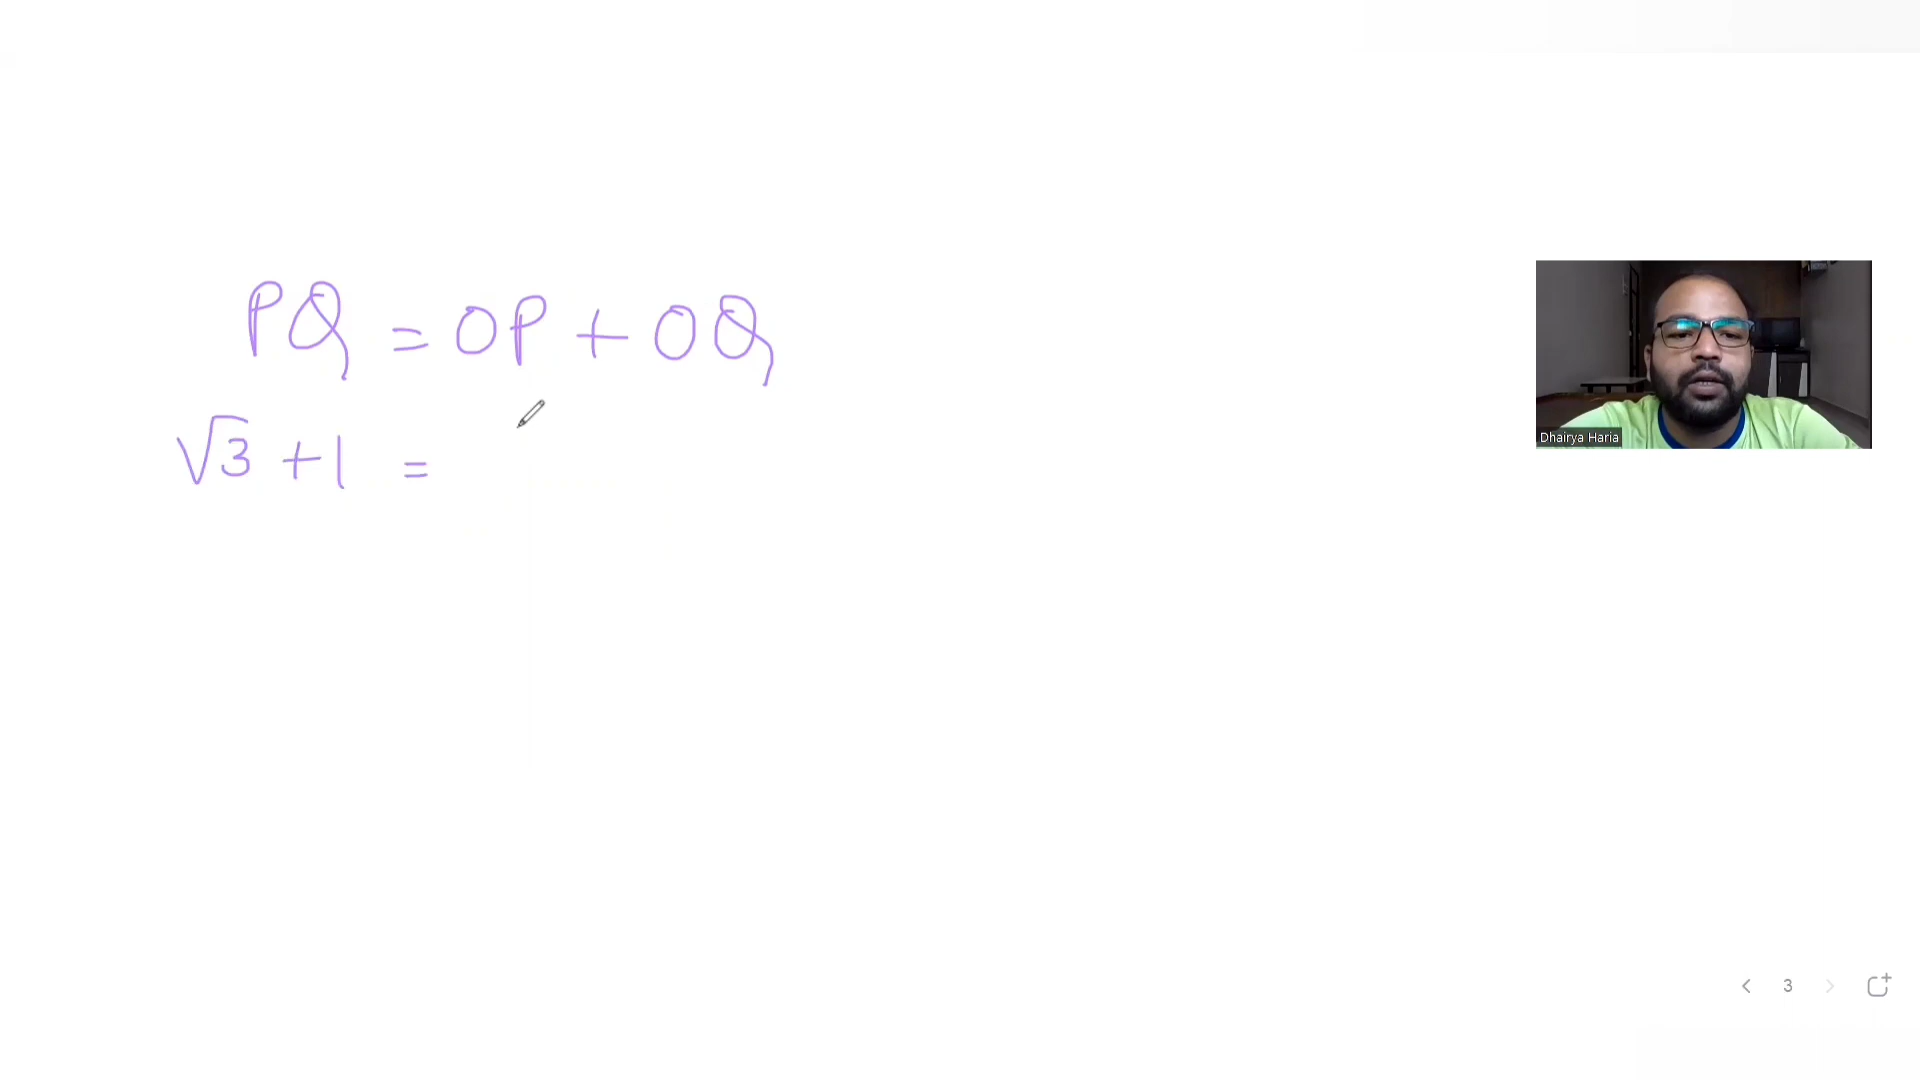 PQ = OP + OQ
√3 + 1 =
Dhairya Haria
3